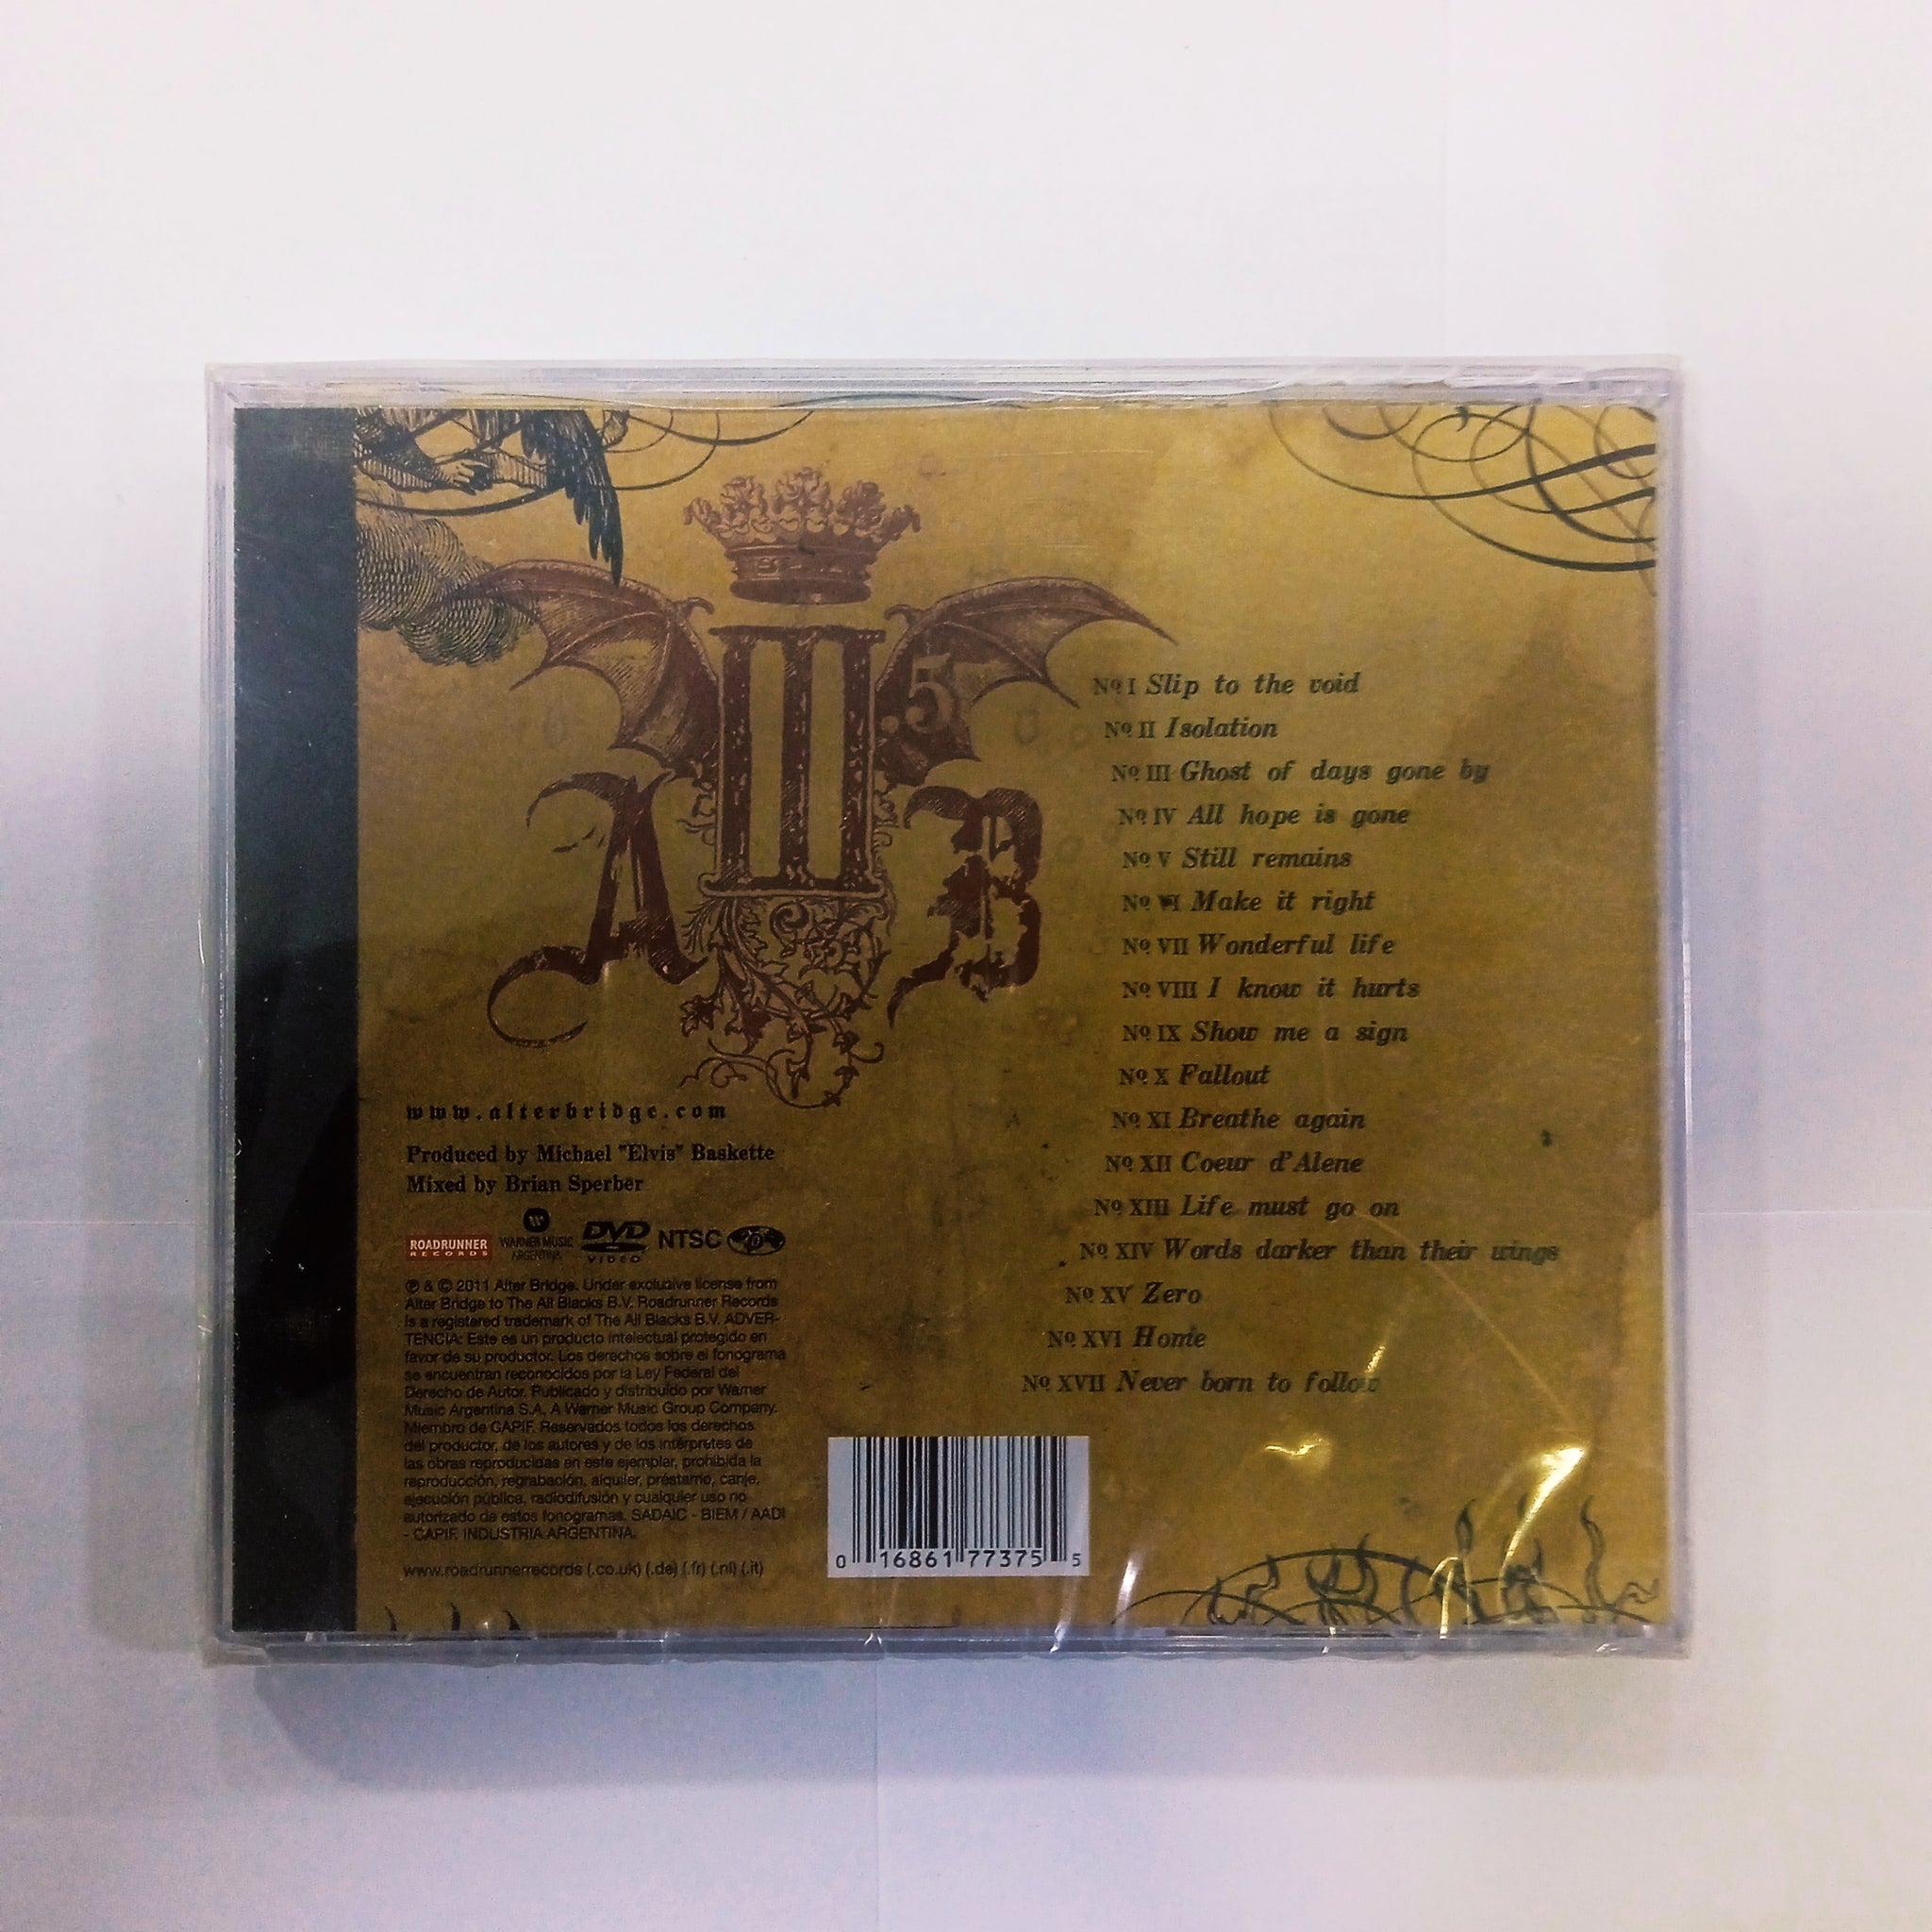 III.5
A B
Nº I Slip to the void
Nº II Isolation
Nº III Ghost of days gone by
Nº IV All hope is gone
Nº V Still remains
Nº VI Make it right
Nº VII Wonderful life
Nº VIII I know it hurts
Nº IX Show me a sign
Nº X Fallout
Nº XI Breathe again
Nº XII Coeur d'Alene
Nº XIII Life must go on
Nº XIV Words darker than their wings
Nº XV Zero
Nº XVI Home
Nº XVII Never born to follow
www.alterbridge.com
Produced by Michael "Elvis" Baskette
Mixed by Brian Sperber
ROADRUNNER
RECORDS
WARNER MUSIC
ARGENTINA
DVD
VIDEO
NTSC
℗ & © 2011 Alter Bridge. Under exclusive license from
Alter Bridge to The All Blacks B.V. Roadrunner Records
is a registered trademark of The All Blacks B.V. ADVER-
TENCIA: Este es un producto intelectual protegido en
favor de su productor. Los derechos sobre el fonograma
se encuentran reconocidos por la Ley Federal del
Derecho de Autor. Publicado y distribuido por Warner
Music Argentina S.A. A Warner Music Group Company.
Miembro de CAPIF. Reservados todos los derechos
del productor, de los autores y de los intérpretes de
las obras reproducidas en este ejemplar, prohibida la
reproducción, regrabación, alquiler, préstamo, canje,
ejecución pública, radiodifusión y cualquier uso no
autorizado de estos fonogramas. SADAIC - BIEM / AADI
- CAPIF. INDUSTRIA ARGENTINA.
www.roadrunnerrecords (.co.uk) (.de) (.fr) (.nl) (.it)
0 16861 77375 5